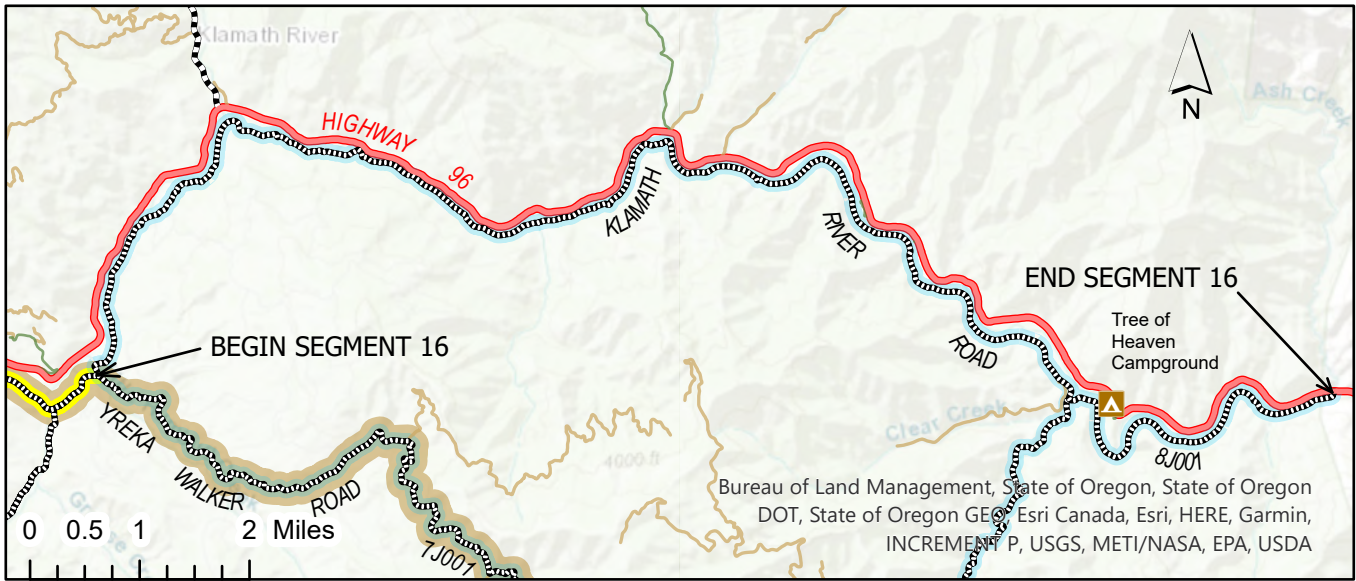 Klamath River
Ash Creek
N
HIGHWAY
96
KLAMATH
RIVER
ROAD
END SEGMENT 16
BEGIN SEGMENT 16
Tree of
Heaven
Campground
YREKA
WALKER
ROAD
1J001
Clear Creek
4000 ft
8J001
0 0.5 1 2 Miles
Bureau of Land Management, State of Oregon, State of Oregon
DOT, State of Oregon GEO, Esri Canada, Esri, HERE, Garmin,
INCREMENT P, USGS, METI/NASA, EPA, USDA